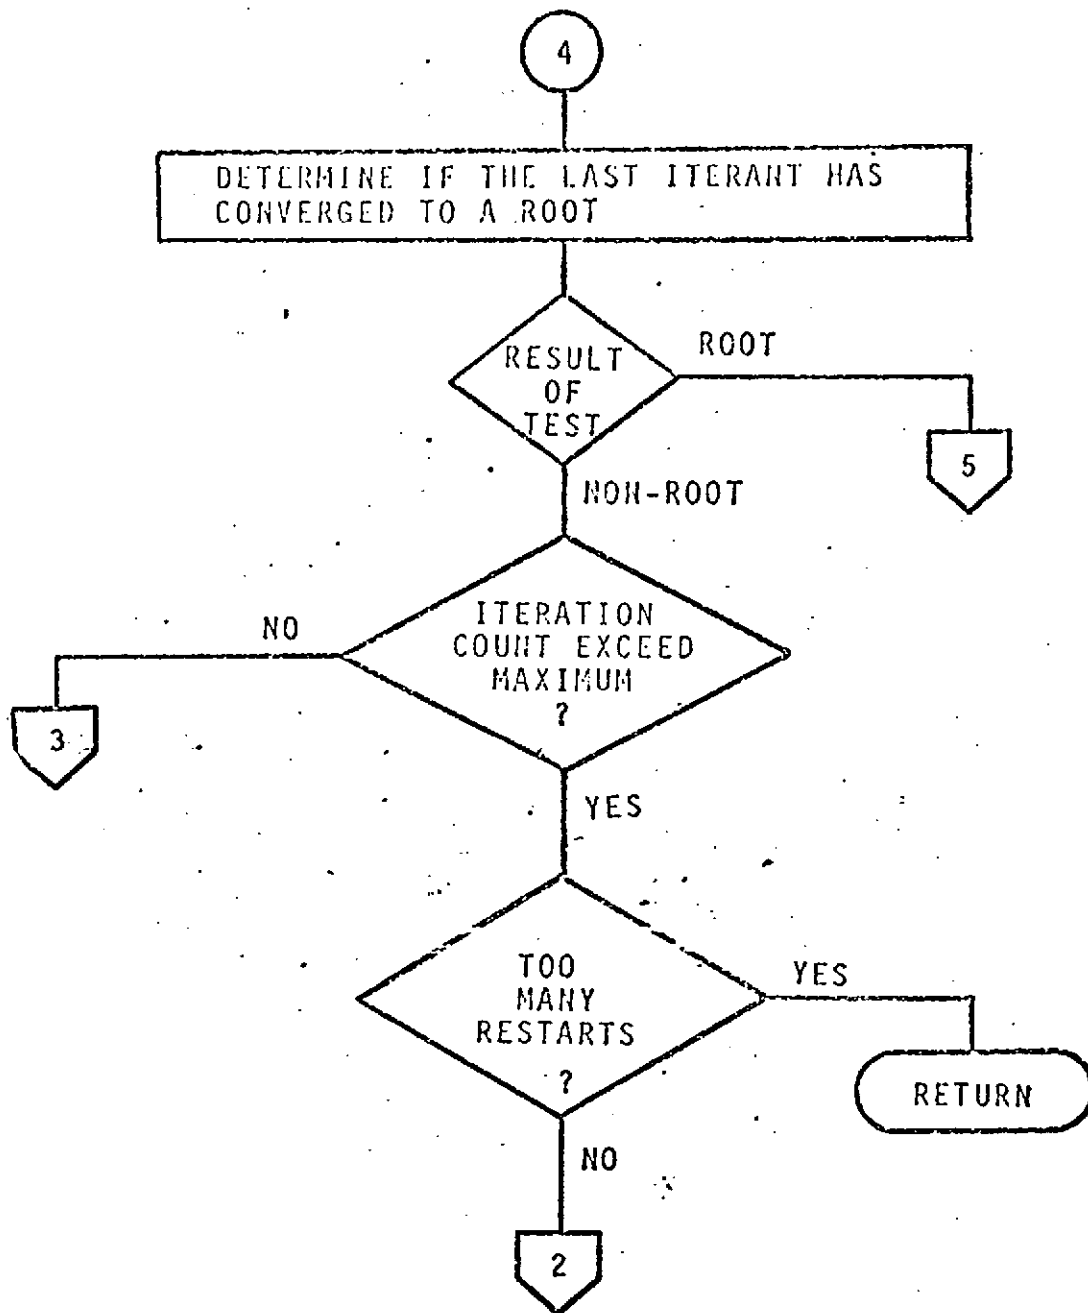 4
DETERMINE IF THE LAST ITERANT HAS
CONVERGED TO A ROOT
RESULT
OF
TEST
ROOT
5
NON-ROOT
ITERATION
COUNT EXCEED
MAXIMUM
?
NO
3
YES
TOO
MANY
RESTARTS
?
YES
RETURN
NO
2